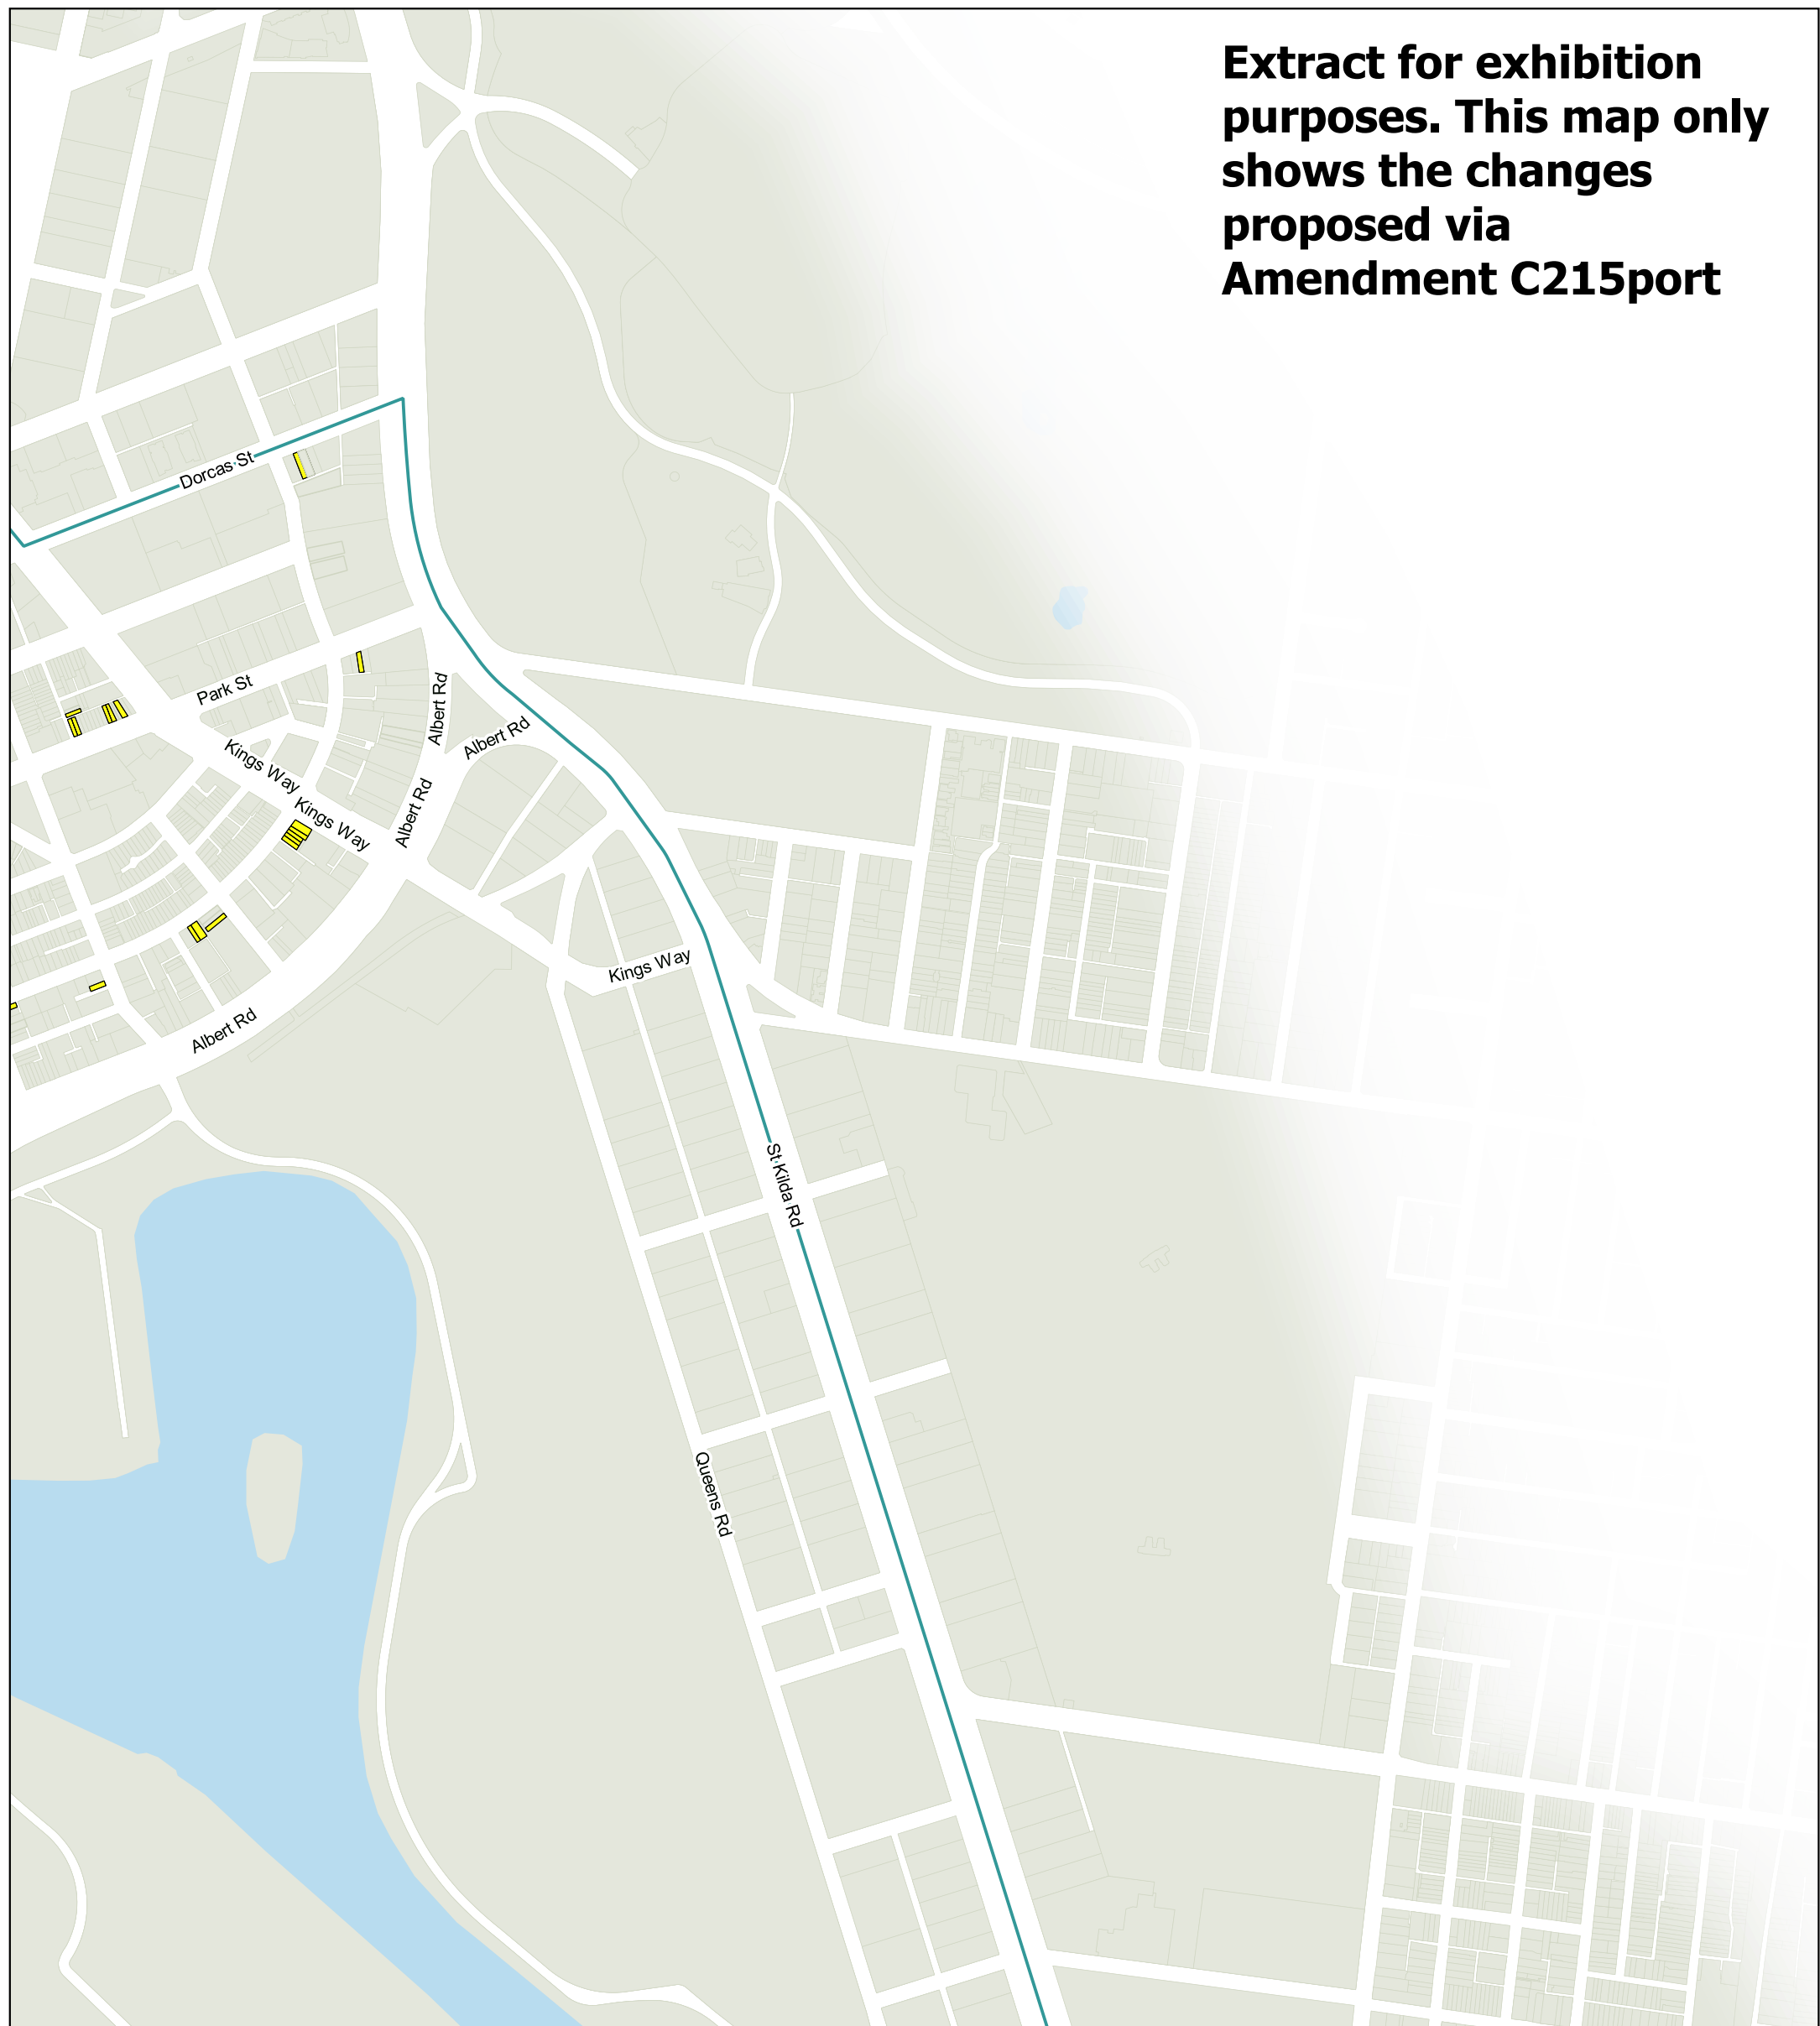 Extract for exhibition
purposes. This map only
shows the changes
proposed via
Amendment C215port
Dorcas St
Park St
Albert Rd
Albert Rd
Kings Way
Kings Way
Albert Rd
Kings Way
Albert Rd
St Kilda Rd
Queens Rd